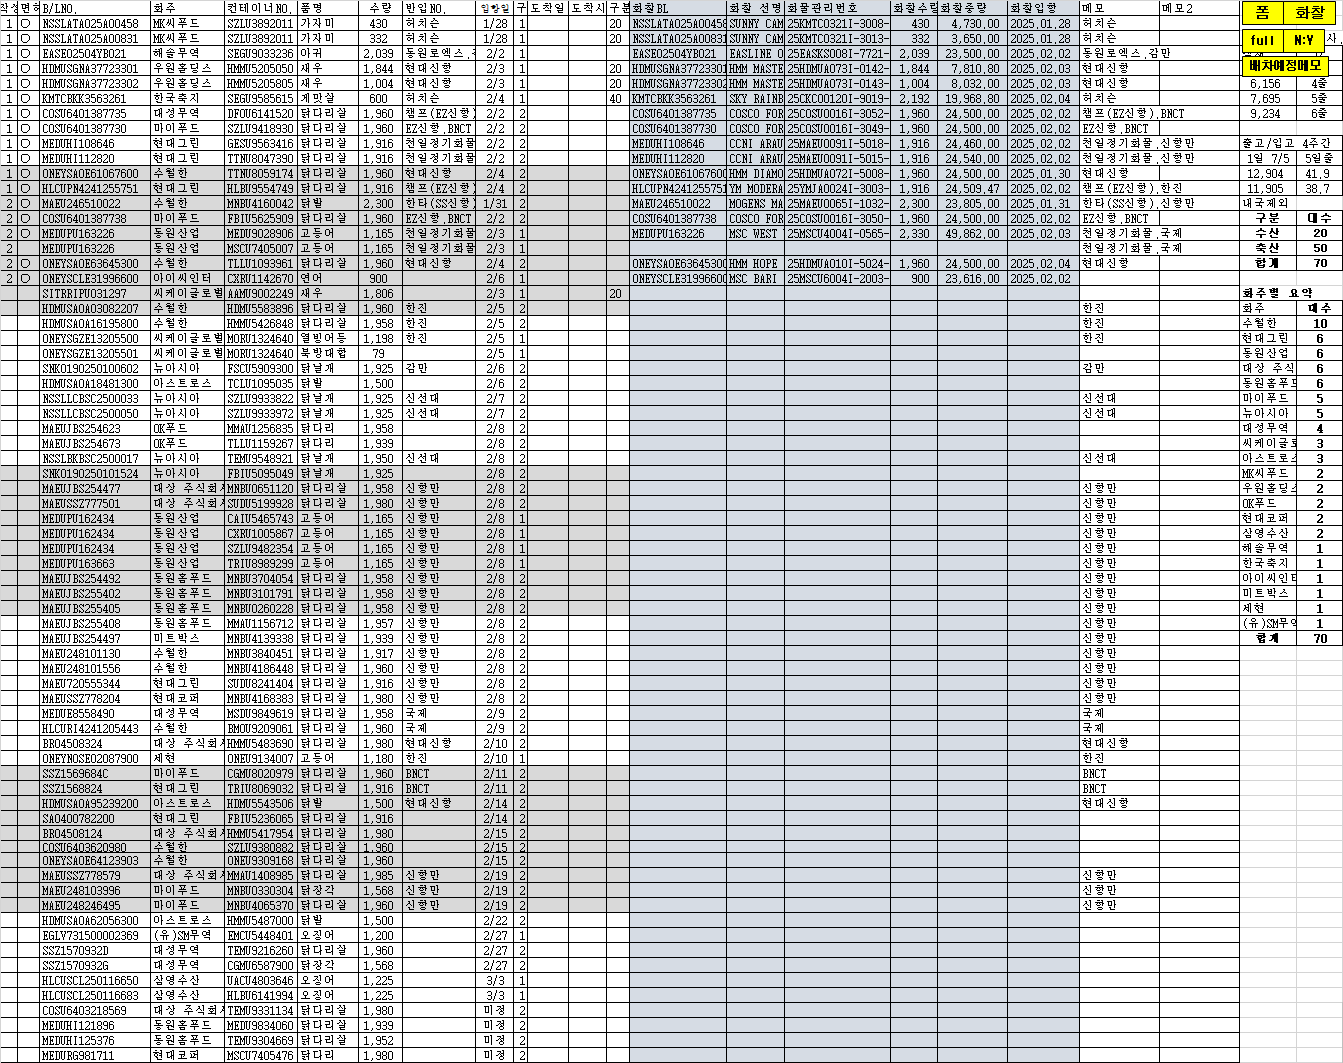 작성 면허 B/LNO. 화주 컨테이너NO. 품명 수량 반입NO. 입항일 구 도착일 도착시 구분 화찰BL 화찰 선명 화물관리번호 화찰수량 화찰중량 화찰입항 메모 메모2 폼 화찰
1 O NSSLATA025A00458 MK씨푸드 SZLU3892011 가자미 430 허치슨 1/28 1 20 NSSLATA025A00458 SUNNY CAM 25KMTC0321I-3008- 430 4,730.00 2025.01.28 허치슨
1 O NSSLATA025A00831 MK씨푸드 SZLU3892011 가자미 332 허치슨 1/28 1 20 NSSLATA025A00831 SUNNY CAM 25KMTC0321I-3013- 332 3,650.00 2025.01.28 허치슨 full N:Y 사,
1 O EASEO2504YB021 해솔무역 SEGU9033236 아귀 2,039 동원로엑스, 2/3 1 EASEO2504YB021 EASLINE O 25EASKS008I-7721- 2,039 23,500.00 2025.02.02 동원로엑스,감만
1 O HDMUSGNA37723301 우원홀딩스 HMMU5205050 새우 1,844 현대신항 2/3 1 20 HDMUSGNA37723301 HMM MASTE 25HDMUA073I-0142- 1,844 7,810.80 2025.02.03 현대신항 배차예정메모
1 O HDMUSGNA37723302 우원홀딩스 HMMU5205605 새우 1,004 현대신항 2/3 1 20 HDMUSGNA37723302 HMM MASTE 25HDMUA073I-0143- 1,004 8,032.00 2025.02.03 현대신항 6,156 4줄
1 O KMTCBKK3563261 한국축지 SEGU9585615 게맛살 600 허치슨 2/4 1 40 KMTCBKK3563261 SKY RAINB 25CKC00120I-9019- 2,192 19,968.80 2025.02.04 허치슨 7,695 5줄
1 O COSU6401387735 대성무역 DFOU6141520 닭다리살 1,960 챔프(EZ신항) 2/2 2 COSU6401387735 COSCO FOR 25COSU0016I-3052- 1,960 24,500.00 2025.02.02 챔프(EZ신항),BNCT 9,234 6줄
1 O COSU6401387730 마이푸드 SZLU9418930 닭다리살 1,960 EZ신항,BNCT 2/2 2 COSU6401387730 COSCO FOR 25COSU0016I-3049- 1,960 24,500.00 2025.02.02 EZ신항,BNCT
1 O MEDUHI108646 현대그린 GESU9563416 닭다리살 1,916 천일정기화물 2/2 2 MEDUHI108646 CCNI ARAU 25MAEU0091I-5018- 1,916 24,460.00 2025.02.02 천일정기화물,신항만 출고/입고 4주간
1 O MEDUHI112820 현대그린 TTNU8047390 닭다리살 1,916 천일정기화물 2/2 2 MEDUHI112820 CCNI ARAU 25MAEU0091I-5015- 1,916 24,540.00 2025.02.02 천일정기화물,신항만 1일 7/5 5일줄
1 O ONEYSAOE61067600 수월한 TTNU8059174 닭다리살 1,960 현대신항 2/4 2 ONEYSAOE61067600 HMM DIAMO 25HDMUA072I-5008- 1,960 24,500.00 2025.01.30 현대신항 12,904 41.9
1 O HLCUPN4241255751 현대그린 HLBU9554749 닭다리살 1,916 챔프(EZ신항) 2/4 2 HLCUPN4241255751 YM MODERA 25YMJA0024I-3003- 1,916 24,509.47 2025.02.02 챔프(EZ신항),한진 11,905 38.7
2 O MAEU246510022 수월한 MNBU4160042 닭발 2,300 한타(SS신항) 1/31 2 MAEU246510022 MOGENS MA 25MAEU0065I-1032- 2,300 23,805.00 2025.01.31 한타(SS신항),신항만 내국제외
2 O COSU6401387738 마이푸드 FBIU5625909 닭다리살 1,960 EZ신항,BNCT 2/2 2 COSU6401387738 COSCO FOR 25COSU0016I-3050- 1,960 24,500.00 2025.02.02 EZ신항,BNCT 구분 대수
2 O MEDUPU163226 동원산업 MEDU9028906 고등어 1,165 천일정기화물 2/3 1 MEDUPU163226 MSC WEST 25MSCU4004I-0565- 2,330 49,862.00 2025.02.03 천일정기화물,국제 수산 20
2 MEDUPU163226 동원산업 MSCU7405007 고등어 1,165 천일정기화물 2/3 1 천일정기화물,국제 축산 50
2 O ONEYSAOE63645300 수월한 TLLU1093961 닭다리살 1,960 현대신항 2/4 2 ONEYSAOE63645300 HMM HOPE 25HDMUA010I-5024- 1,960 24,500.00 2025.02.04 현대신항 합계 70
2 O ONEYSCLE31996600 아이씨인터 CXRU1142670 연어 900 2/6 1 ONEYSCLE31996600 MSC BARI 25MSCU6004I-2003- 900 23,616.00 2025.02.02
SITRRIPU031297 씨케이글로벌 AAMU9002249 새우 1,806 2/3 1 20 화주별 요약
HDMUSAOA03082207 수월한 HDMU5583896 닭다리살 1,960 한진 2/5 2 한진 화주 대수
HDMUSAOA16195800 수월한 HMMU5426848 닭다리살 1,958 한진 2/5 2 한진 수월한 10
ONEYSGZE13205500 씨케이글로벌 MORU1324640 열빙어등 1,198 한진 2/5 1 한진 현대그린 6
ONEYSGZE13205501 씨케이글로벌 MORU1324640 북방대합 79 2/5 1 동원산업 6
SNKO190250100602 뉴아시아 FSCU5909300 닭날개 1,925 감만 2/6 2 감만 대상 주식 6
HDMUSAOA18481300 아스트로스 TCLU1095035 닭발 1,500 2/6 2 동원홈푸드 6
NSSLLCBSC2500033 뉴아시아 SZLU9933822 닭날개 1,925 신선대 2/7 2 신선대 마이푸드 5
NSSLLCBSC2500050 뉴아시아 SZLU9933972 닭날개 1,925 신선대 2/7 2 신선대 뉴아시아 5
MAEUJBS254623 OK푸드 MMAU1256835 닭다리 1,958 2/8 2 대성무역 4
MAEUJBS254673 OK푸드 TLLU1159267 닭다리 1,939 2/8 2 씨케이글로 3
NSSLBKBSC2500017 뉴아시아 TEMU9548921 닭날개 1,950 신선대 2/8 2 신선대 아스트로스 3
SNKO190250101524 뉴아시아 FBIU5095049 닭날개 1,925 2/8 2 MK씨푸드 2
MAEUJBS254477 대상 주식회사 MNBU0651120 닭다리살 1,958 신항만 2/8 2 신항만 우원홀딩스 2
MAEUSSZ777501 대상 주식회사 SUDU5199928 닭다리살 1,980 신항만 2/8 2 신항만 OK푸드 2
MEDUPU162434 동원산업 CAIU5465743 고등어 1,165 신항만 2/8 1 신항만 현대코퍼 2
MEDUPU162434 동원산업 CXRU1005867 고등어 1,165 신항만 2/8 1 신항만 삼영수산 2
MEDUPU162434 동원산업 SZLU9482354 고등어 1,165 신항만 2/8 1 신항만 해솔무역 1
MEDUPU163663 동원산업 TRIU8989299 고등어 1,165 신항만 2/8 1 신항만 한국축지 1
MAEUJBS254492 동원홈푸드 MNBU3704054 닭다리살 1,958 신항만 2/8 2 신항만 아이씨인터 1
MAEUJBS255402 동원홈푸드 MNBU3101791 닭다리살 1,958 신항만 2/8 2 신항만 미트박스 1
MAEUJBS255405 동원홈푸드 MNBU0260228 닭다리살 1,958 신항만 2/8 2 신항만 제현 1
MAEUJBS255408 동원홈푸드 MMAU1156712 닭다리살 1,957 신항만 2/8 2 신항만 (유)SM무역 1
MAEUJBS254497 미트박스 MNBU4139338 닭다리살 1,939 신항만 2/8 2 신항만 합계 70
MAEU248101130 수월한 MNBU3840451 닭다리살 1,917 신항만 2/8 2 신항만
MAEU248101556 수월한 MNBU4186448 닭다리살 1,960 신항만 2/8 2 신항만
MAEU720555344 현대그린 SUDU8241404 닭다리살 1,916 신항만 2/8 2 신항만
MAEUSSZ778204 현대코퍼 MNBU4168383 닭다리살 1,980 신항만 2/8 2 신항만
MEDUE8558490 대성무역 MSDU9849619 닭다리살 1,958 국제 2/9 2 국제
HLCURI4241205443 수월한 BMOU9209061 닭다리살 1,960 국제 2/9 2 국제
BRO4508324 대상 주식회사 HMMU5483690 닭다리살 1,980 현대신항 2/10 2 현대신항
ONEYNOSE02087900 제현 ONEU9134007 고등어 1,180 한진 2/10 1 한진
SSZ1569684C 마이푸드 CGMU8020979 닭다리살 1,960 BNCT 2/11 2 BNCT
SSZ1568824 현대그린 TRIU8069032 닭다리살 1,916 BNCT 2/11 2 BNCT
HDMUSAOA95239200 아스트로스 HDMU5543506 닭발 1,500 현대신항 2/14 2 현대신항
SAO400782200 현대그린 FBIU5236065 닭다리살 1,916 2/14 2
BRO4508124 대상 주식회사 HMMU5417954 닭다리살 1,980 2/15 2
COSU6403620980 수월한 SZLU9380882 닭다리살 1,960 2/15 2
ONEYSAOE64123903 수월한 ONEU9309168 닭다리살 1,960 2/15 2
MAEUSSZ778579 대상 주식회사 MMAU1408985 닭다리살 1,985 신항만 2/19 2 신항만
MAEU248103996 마이푸드 MNBU0330304 닭장각 1,568 신항만 2/19 2 신항만
MAEU248246495 마이푸드 MNBU4065370 닭다리살 1,960 신항만 2/19 2 신항만
HDMUSAOA62056300 아스트로스 HMMU5487000 닭발 1,500 2/22 2
EGLV731500002369 (유)SM무역 EMCU5448401 오징어 1,200 2/27 1
SSZ1570932D 대성무역 TEMU9216260 닭다리살 1,960 2/27 2
SSZ1570932G 대성무역 CGMU6587900 닭장각 1,568 2/27 2
HLCUSCL250116650 삼영수산 UACU4803646 오징어 1,225 3/3 1
HLCUSCL250116683 삼영수산 HLBU6141994 오징어 1,225 3/3 1
COSU6403218569 대상 주식회사 TEMU9331134 닭다리살 1,980 미정 2
MEDUHI121896 동원홈푸드 MEDU9834060 닭다리살 1,939 미정 2
MEDUHI125376 동원홈푸드 TEMU9304669 닭다리살 1,952 미정 2
MEDURG981711 현대코퍼 MSCU7405476 닭다리 1,980 미정 2